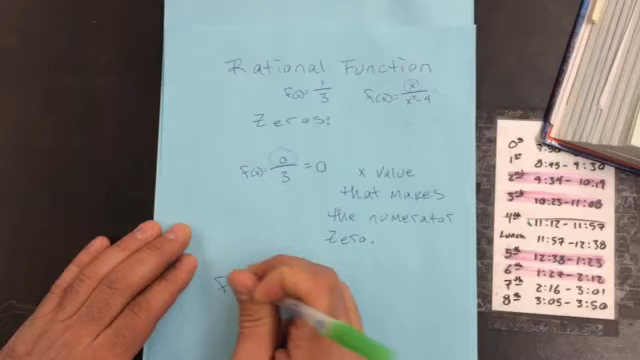 Rational Function
f(x) = 1/3
f(x) = x/x²-4
Zeros:
f(x) = 0/3 = 0
x value
that makes
the numerator
zero.
0th
1st 8:45 - 9:30
2nd 9:34 - 10:19
3rd 10:23 - 11:08
4th 11:12 - 11:57
Lunch 11:57 - 12:38
5th 12:38 - 1:23
6th 1:27 - 2:12
7th 2:16 - 3:01
8th 3:05 - 3:50